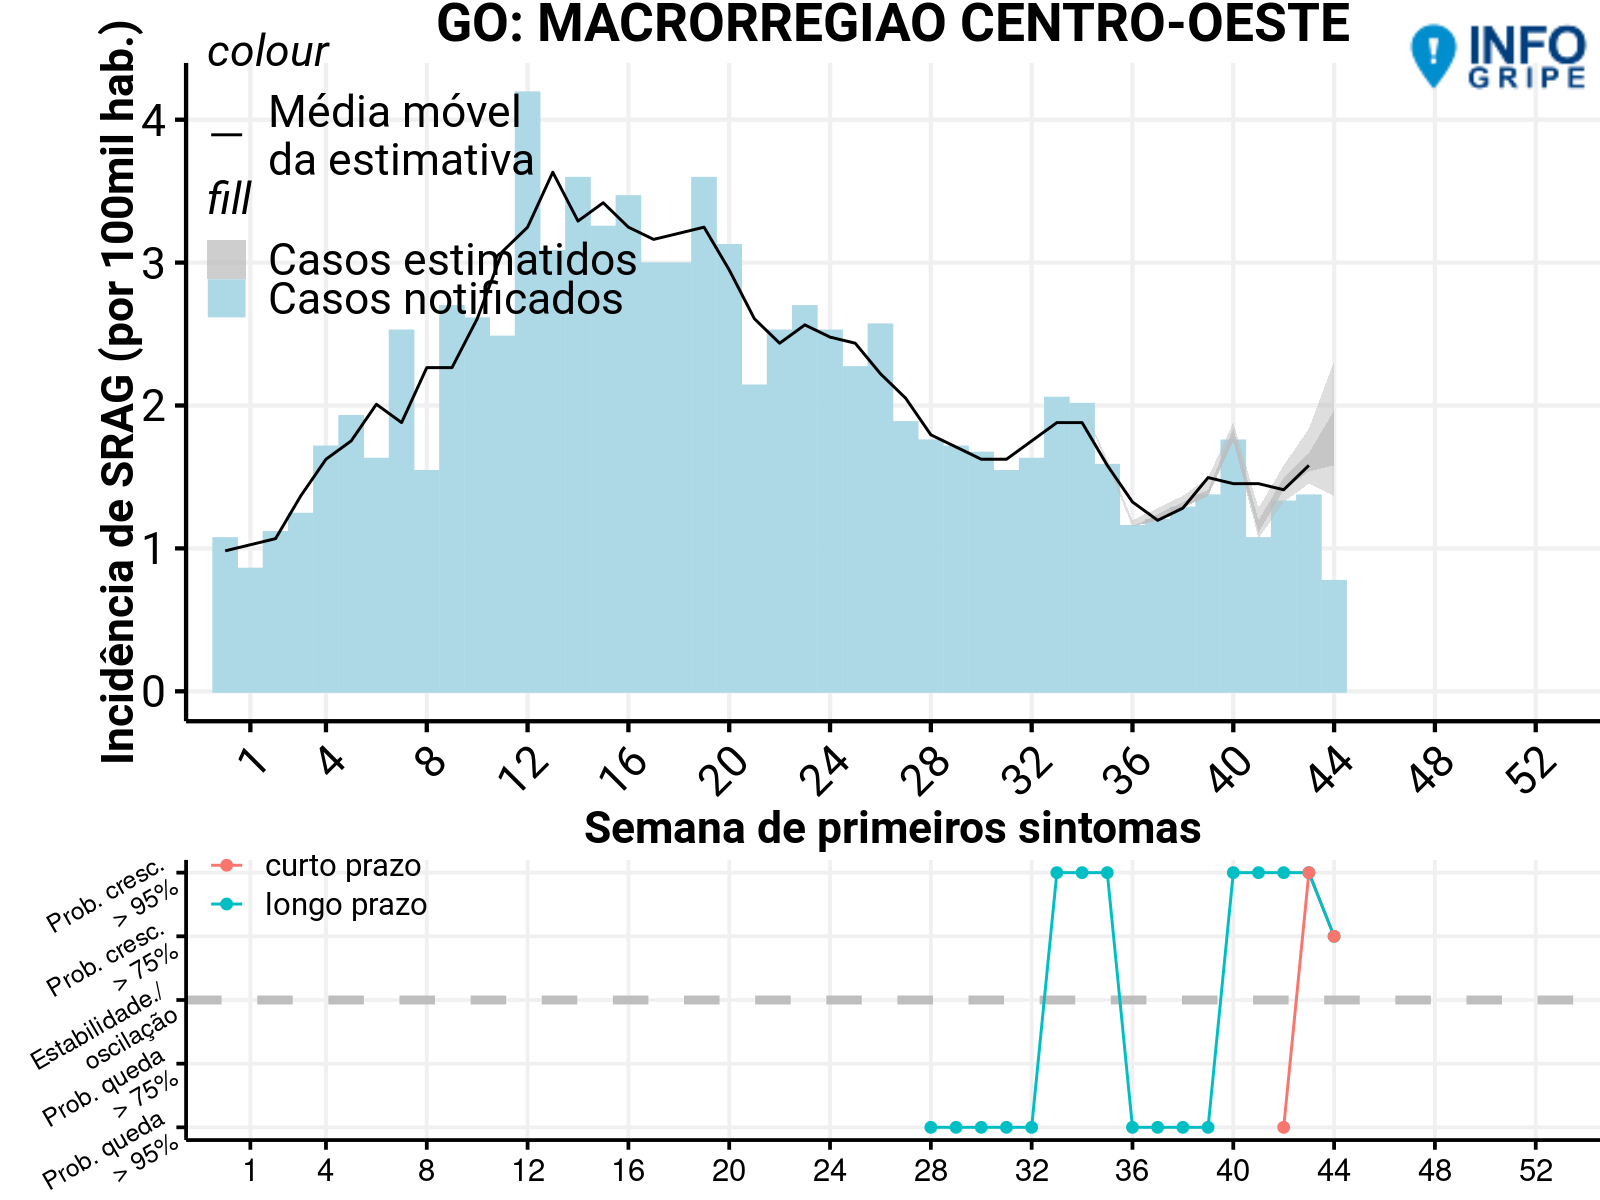 GO: MACRORREGIAO CENTRO-OESTE
INFO
GRIPE
Incidência de SRAG (por 100mil hab.)
colour
Média móvel
da estimativa
fill
Casos estimatidos
Casos notificados
4
3
2
1
0
1 4 8 12 16 20 24 28 32 36 40 44 48 52
Semana de primeiros sintomas
curto prazo
longo prazo
Prob. cresc.
> 95%
Prob. cresc.
> 75%
Estabilidade./
oscilação
Prob. queda
> 75%
Prob. queda
> 95%
1 4 8 12 16 20 24 28 32 36 40 44 48 52